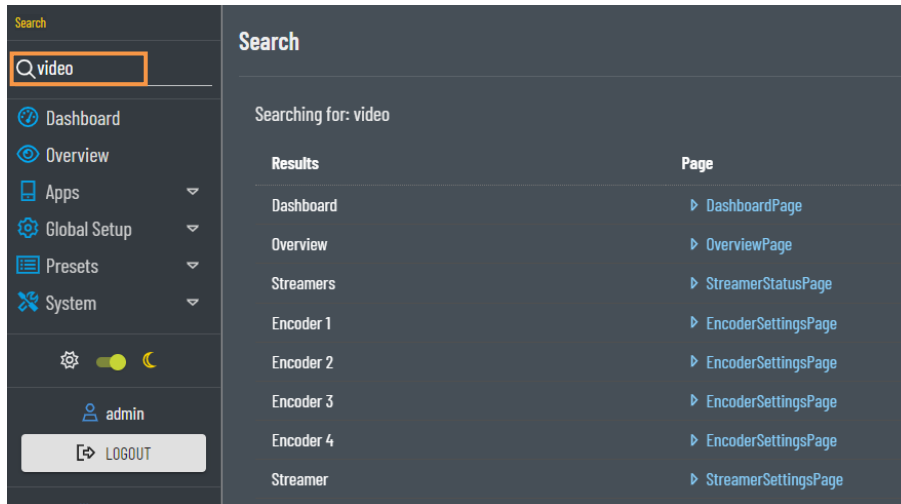 Search
video
Dashboard
Overview
Apps
Global Setup
Presets
System
admin
LOGOUT
Search
Searching for: video
Results Page
Dashboard DashboardPage
Overview OverviewPage
Streamers StreamerStatusPage
Encoder 1 EncoderSettingsPage
Encoder 2 EncoderSettingsPage
Encoder 3 EncoderSettingsPage
Encoder 4 EncoderSettingsPage
Streamer StreamerSettingsPage